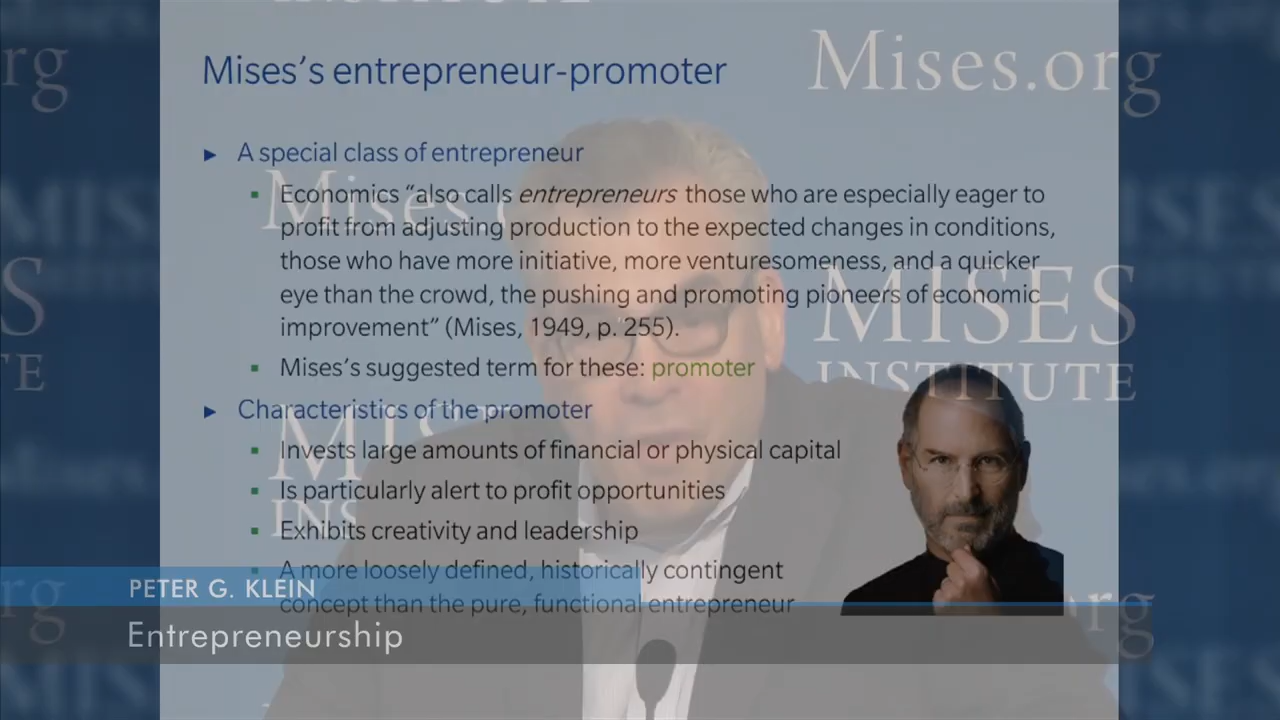 Mises.org
Mises's entrepreneur-promoter
► A special class of entrepreneur
▪ Economics “also calls entrepreneurs those who are especially eager to
profit from adjusting production to the expected changes in conditions,
those who have more initiative, more venturesomeness, and a quicker
eye than the crowd, the pushing and promoting pioneers of economic
improvement” (Mises, 1949, p. 255).
▪ Mises's suggested term for these: promoter
► Characteristics of the promoter
▪ Invests large amounts of financial or physical capital
▪ Is particularly alert to profit opportunities
▪ Exhibits creativity and leadership
▪ A more loosely defined, historically contingent
concept than the pure, functional entrepreneur
MISES
INSTITUTE
PETER G. KLEIN
Entrepreneurship